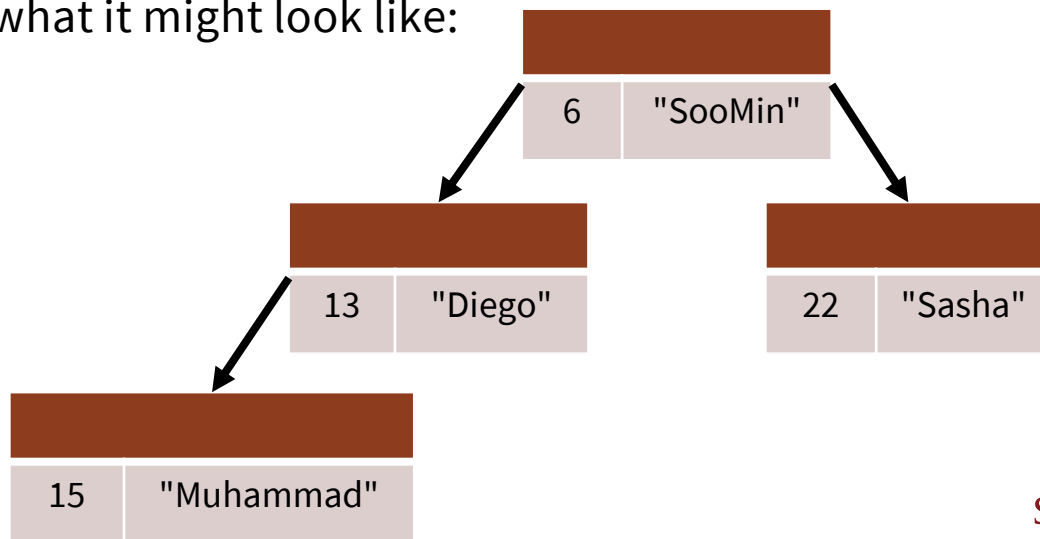 what it might look like:
6 "SooMin"
13 "Diego"
22 "Sasha"
15 "Muhammad"
S